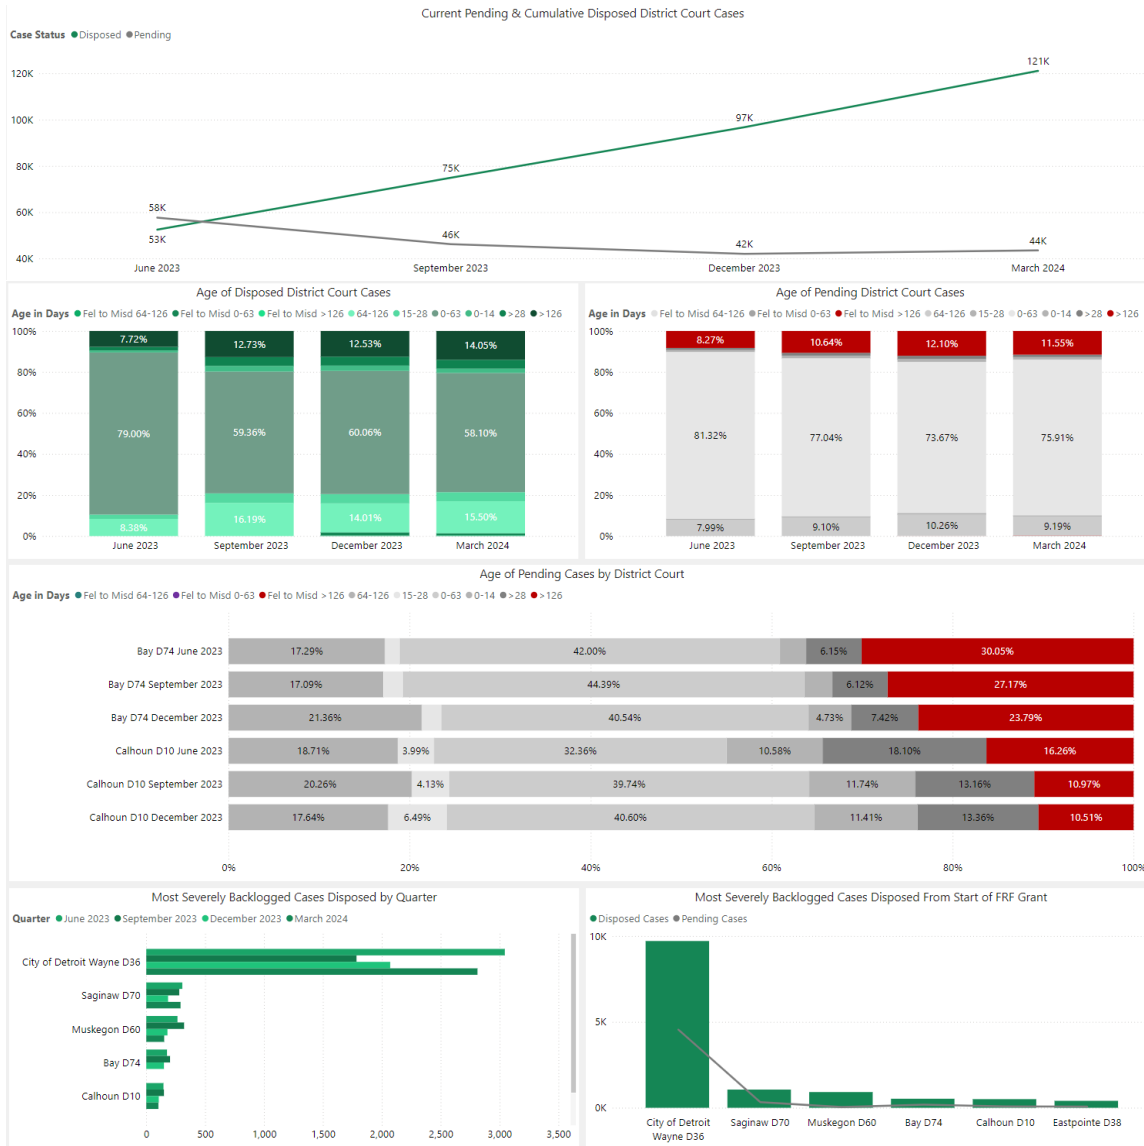 Current Pending & Cumulative Disposed District Court Cases
Case Status Disposed Pending
120K
100K
80K
60K
40K
58K
53K
75K
46K
97K
42K
121K
44K
June 2023 September 2023 December 2023 March 2024
Age of Disposed District Court Cases
Age in Days Fel to Misd 64-126 Fel to Misd 0-63 Fel to Misd >126 64-126 15-28 0-63 0-14 >28 >126
100%
80%
60%
40%
20%
0%
7.72% 12.73% 12.53% 14.05%
79.00% 59.36% 60.06% 58.10%
8.38% 16.19% 14.01% 15.50%
June 2023 September 2023 December 2023 March 2024
Age of Pending District Court Cases
Age in Days Fel to Misd 64-126 Fel to Misd 0-63 Fel to Misd >126 64-126 15-28 0-63 0-14 >28 >126
100%
80%
60%
40%
20%
0%
8.27% 10.64% 12.10% 11.55%
81.32% 77.04% 73.67% 75.91%
7.99% 9.10% 10.26% 9.19%
June 2023 September 2023 December 2023 March 2024
Age of Pending Cases by District Court
Age in Days Fel to Misd 64-126 Fel to Misd 0-63 Fel to Misd >126 64-126 15-28 0-63 0-14 >28 >126
Bay D74 June 2023 17.29% 42.00% 6.15% 30.05%
Bay D74 September 2023 17.09% 44.39% 6.12% 27.17%
Bay D74 December 2023 21.36% 40.54% 4.73% 7.42% 23.79%
Calhoun D10 June 2023 18.71% 3.99% 32.36% 10.58% 18.10% 16.26%
Calhoun D10 September 2023 20.26% 4.13% 39.74% 11.74% 13.16% 10.97%
Calhoun D10 December 2023 17.64% 6.49% 40.60% 11.41% 13.36% 10.51%
0% 20% 40% 60% 80% 100%
Most Severely Backlogged Cases Disposed by Quarter
Quarter June 2023 September 2023 December 2023 March 2024
City of Detroit Wayne D36
Saginaw D70
Muskegon D60
Bay D74
Calhoun D10
0 500 1,000 1,500 2,000 2,500 3,000 3,500
Most Severely Backlogged Cases Disposed From Start of FRF Grant
Disposed Cases Pending Cases
10K
5K
0K
City of Detroit Saginaw D70 Muskegon D60 Bay D74 Calhoun D10 Eastpointe D38
Wayne D36